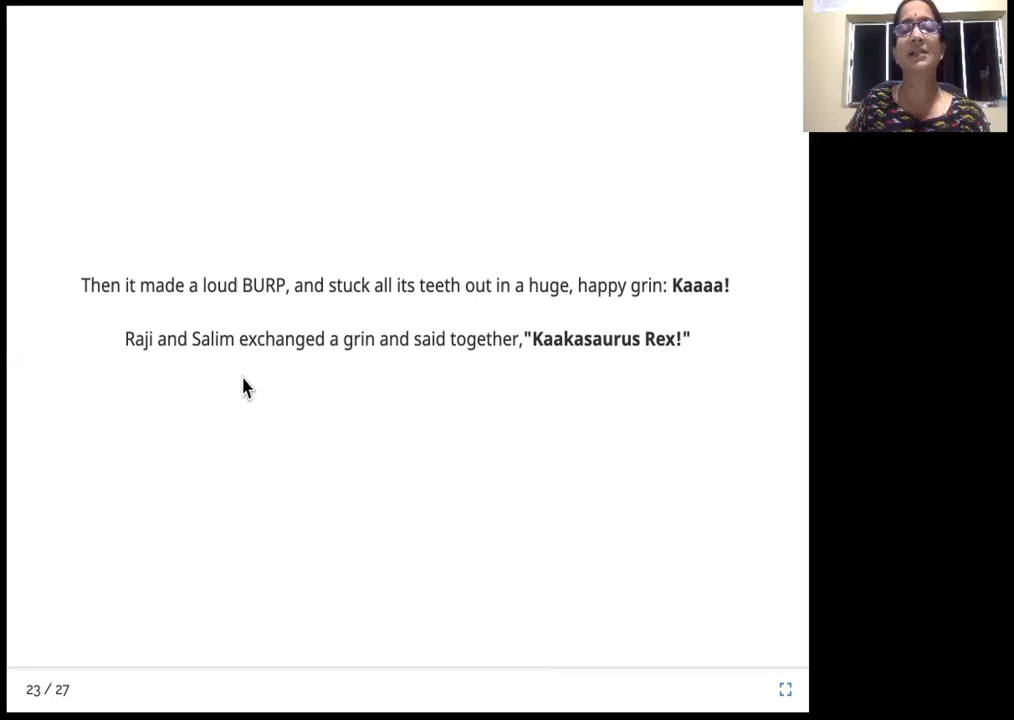 Then it made a loud BURP, and stuck all its teeth out in a huge, happy grin: Kaaaa!
Raji and Salim exchanged a grin and said together,"Kaakasaurus Rex!"
23 / 27